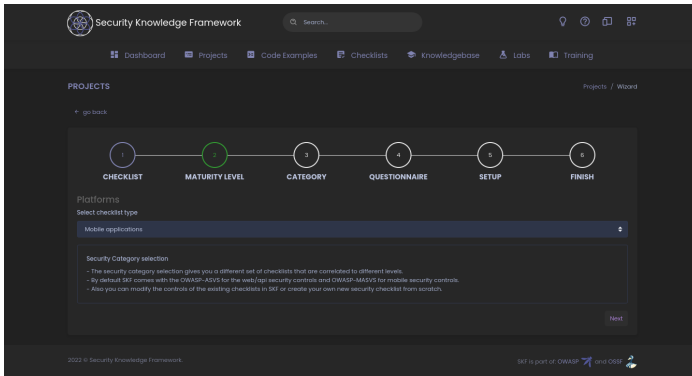 Security Knowledge Framework
Search...
Dashboard Projects Code Examples Checklists Knowledgebase Labs Training
PROJECTS
Projects / Wizard
go back
1 2 3 4 5 6
CHECKLIST MATURITY LEVEL CATEGORY QUESTIONNAIRE SETUP FINISH
Platforms
Select checklist type
Mobile applications
Security Category selection
- The security category selection gives you a different set of checklists that are correlated to different levels.
- By default SKF comes with the OWASP-ASVS for the web/api security controls and OWASP-MASVS for mobile security controls.
- Also you can modify the controls of the existing checklists in SKF or create your own new security checklist from scratch.
Next
2022 © Security Knowledge Framework
SKF is part of: OWASP and OSSF